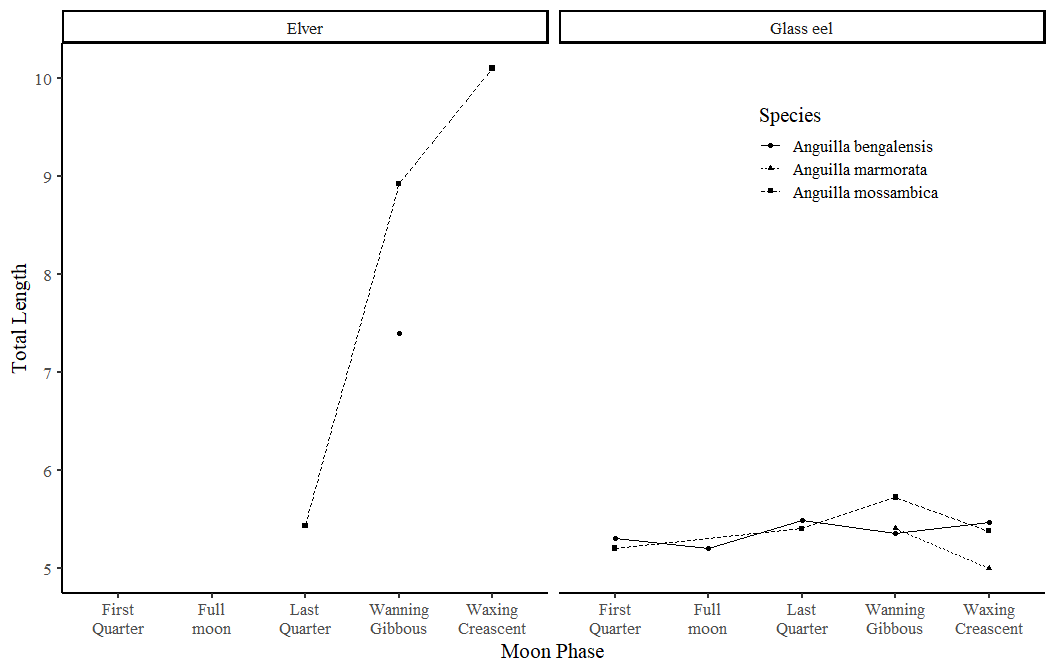 Elver
Glass eel
Species
Anguilla bengalensis
Anguilla marmorata
Anguilla mossambica
Total Length
10
9
8
7
6
5
First Quarter
Full moon
Last Quarter
Wanning Gibbous
Waxing Creascent
First Quarter
Full moon
Last Quarter
Wanning Gibbous
Waxing Creascent
Moon Phase